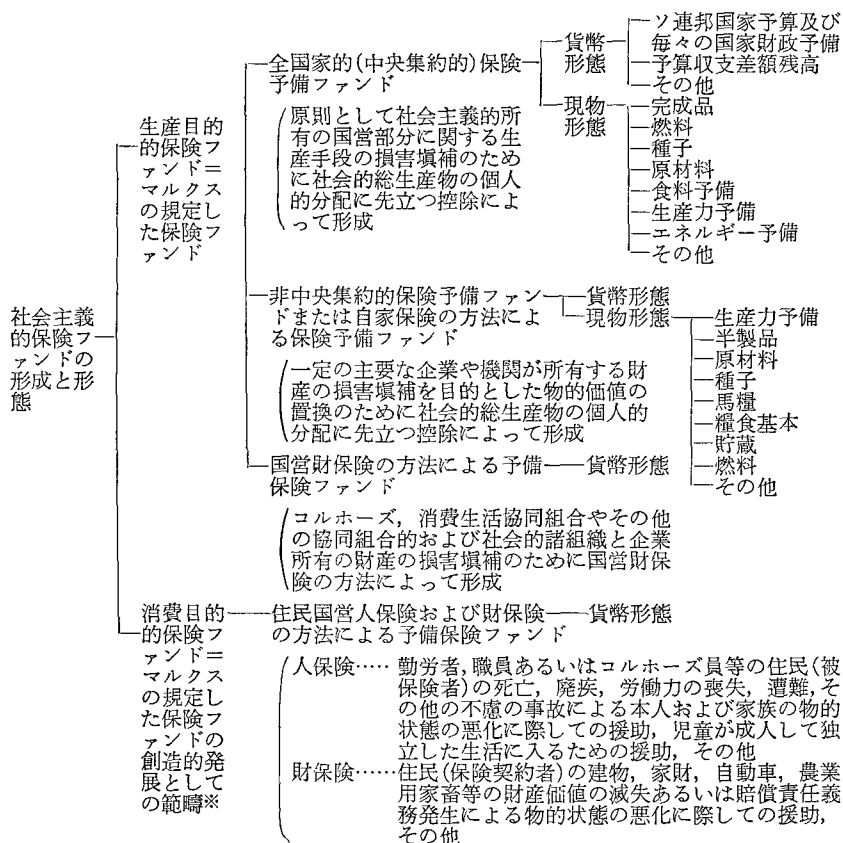 社会主義
的保険フ
ァンドの
形成と形
態
生産目的
的保険フ
ァンド＝
マルクス
の規定し
た保険フ
ァンド
全国家的(中央集約的)保険
予備ファンド
原則として社会主義的所
有の国営部分に関する生
産手段の損害塡補のため
に社会的総生産物の個人
的分配に先立つ控除によ
って形成
貨幣
形態
ソ連邦国家予算及び
毎々の国家財政予備
予算収支差額残高
その他
現物
形態
完成品
燃料
種子
原材料
食料予備
生産力予備
エネルギー予備
その他
非中央集約的保険予備ファン
ドまたは自家保険の方法によ
る保険予備ファンド
一定の主要な企業や機関が所有する財
産の損害塡補を目的とした物的価値の
置換のために社会的総生産物の個人的
分配に先立つ控除によって形成
貨幣形態
現物形態
生産力予備
半製品
原材料
種子
馬糧
糧食基本
貯蔵
燃料
その他
国営財保険の方法による予備
保険ファンド
貨幣形態
コルホーズ，消費生活協同組合やその他
の協同組合的および社会的諸組織と企業
所有の財産の損害塡補のために国営財保
険の方法によって形成
消費目的
的保険フ
ァンド＝
マルクス
の規定し
た保険フ
ァンドの
創造的発
展として
の範疇※
住民国営人保険および財保険
の方法による予備保険ファンド
貨幣形態
人保険…… 勤労者，職員あるいはコルホーズ員等の住民(被
保険者)の死亡，廃疾，労働力の喪失，遭難，そ
の他の不慮の事故による本人および家族の物的
状態の悪化に際しての援助，児童が成人して独
立した生活に入るための援助，その他
財保険……住民(保険契約者)の建物，家財，自動車，農業
用家畜等の財産価値の滅失あるいは賠償責任義
務発生による物的状態の悪化に際しての援助，
その他